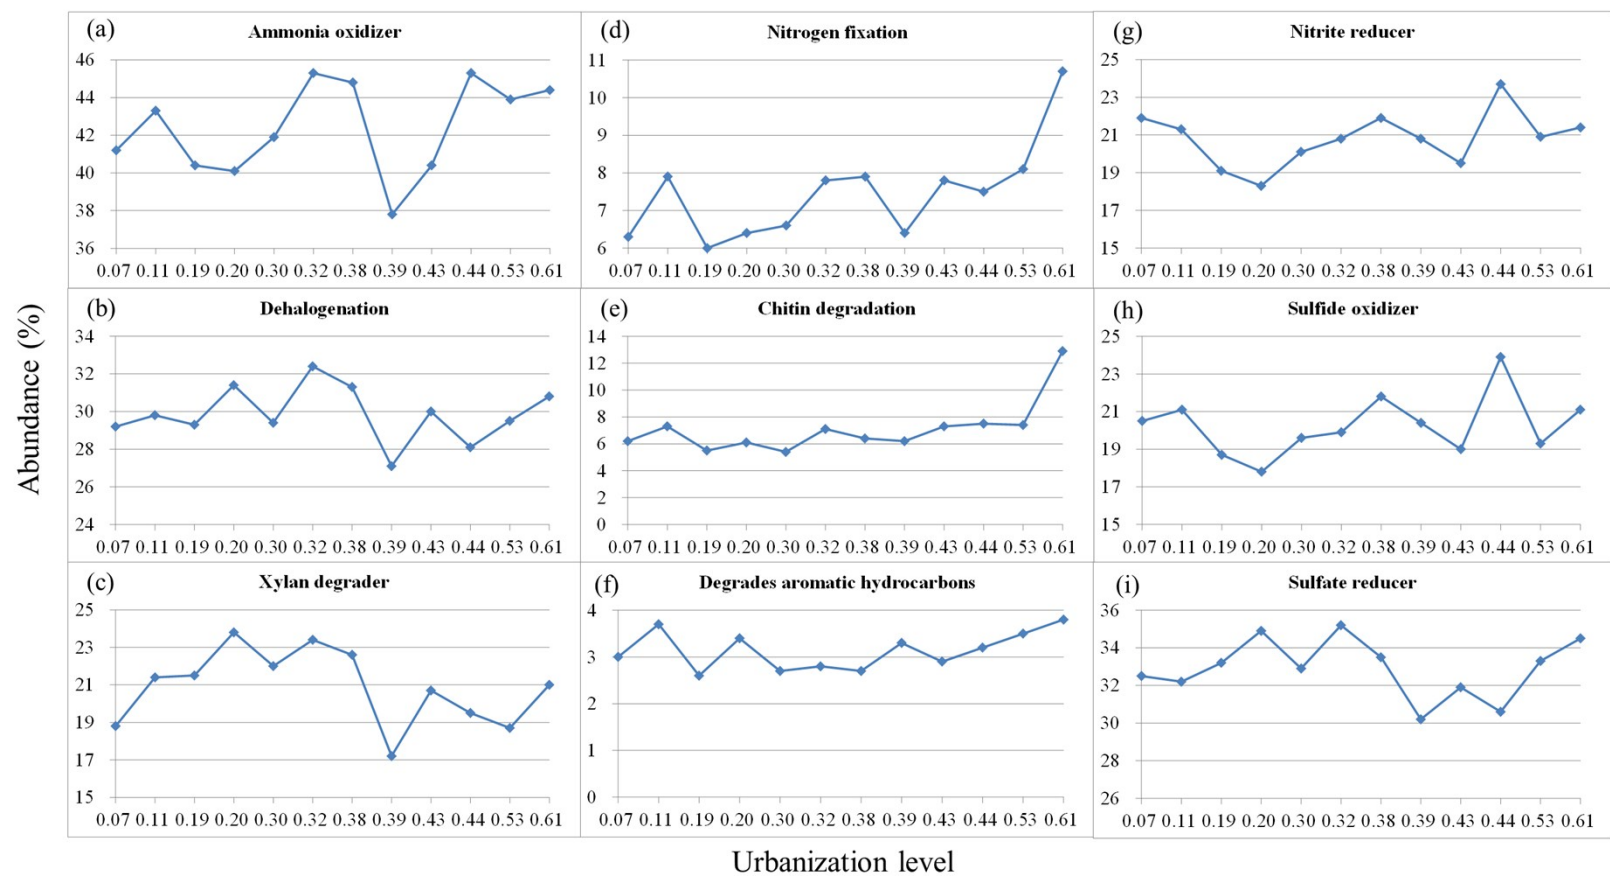 Abundance (%)
(a)
Ammonia oxidizer
46
44
42
40
38
36
0.07 0.11 0.19 0.20 0.30 0.32 0.38 0.39 0.43 0.44 0.53 0.61
(d)
Nitrogen fixation
11
10
9
8
7
6
0.07 0.11 0.19 0.20 0.30 0.32 0.38 0.39 0.43 0.44 0.53 0.61
(g)
Nitrite reducer
25
23
21
19
17
15
0.07 0.11 0.19 0.20 0.30 0.32 0.38 0.39 0.43 0.44 0.53 0.61
(b)
Dehalogenation
34
32
30
28
26
24
0.07 0.11 0.19 0.20 0.30 0.32 0.38 0.39 0.43 0.44 0.53 0.61
(e)
Chitin degradation
14
12
10
8
6
4
2
0
0.07 0.11 0.19 0.20 0.30 0.32 0.38 0.39 0.43 0.44 0.53 0.61
(h)
Sulfide oxidizer
25
23
21
19
17
15
0.07 0.11 0.19 0.20 0.30 0.32 0.38 0.39 0.43 0.44 0.53 0.61
(c)
Xylan degrader
25
23
21
19
17
15
0.07 0.11 0.19 0.20 0.30 0.32 0.38 0.39 0.43 0.44 0.53 0.61
(f)
Degrades aromatic hydrocarbons
4
3
2
1
0
0.07 0.11 0.19 0.20 0.30 0.32 0.38 0.39 0.43 0.44 0.53 0.61
(i)
Sulfate reducer
36
34
32
30
28
26
0.07 0.11 0.19 0.20 0.30 0.32 0.38 0.39 0.43 0.44 0.53 0.61
Urbanization level